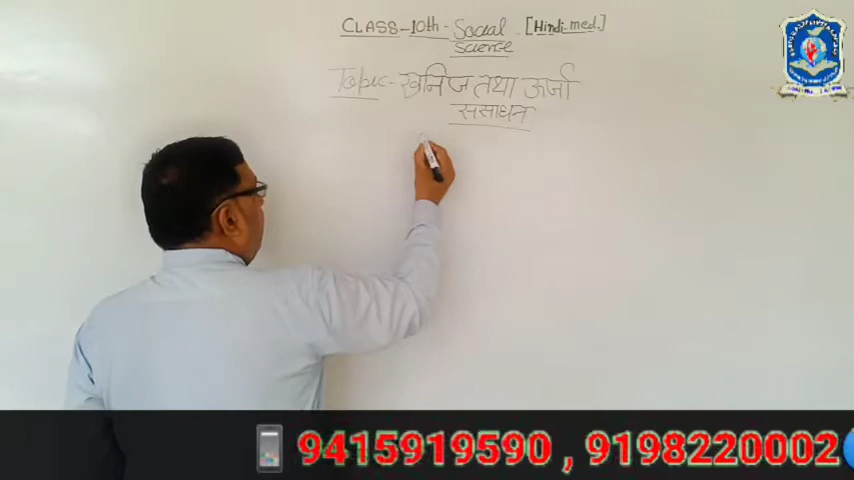 CLASS-10th- Social [Hindi-med.]
Science
Topic- खनिज तथा ऊर्जा
संसाधन
9415919590 , 9198220002